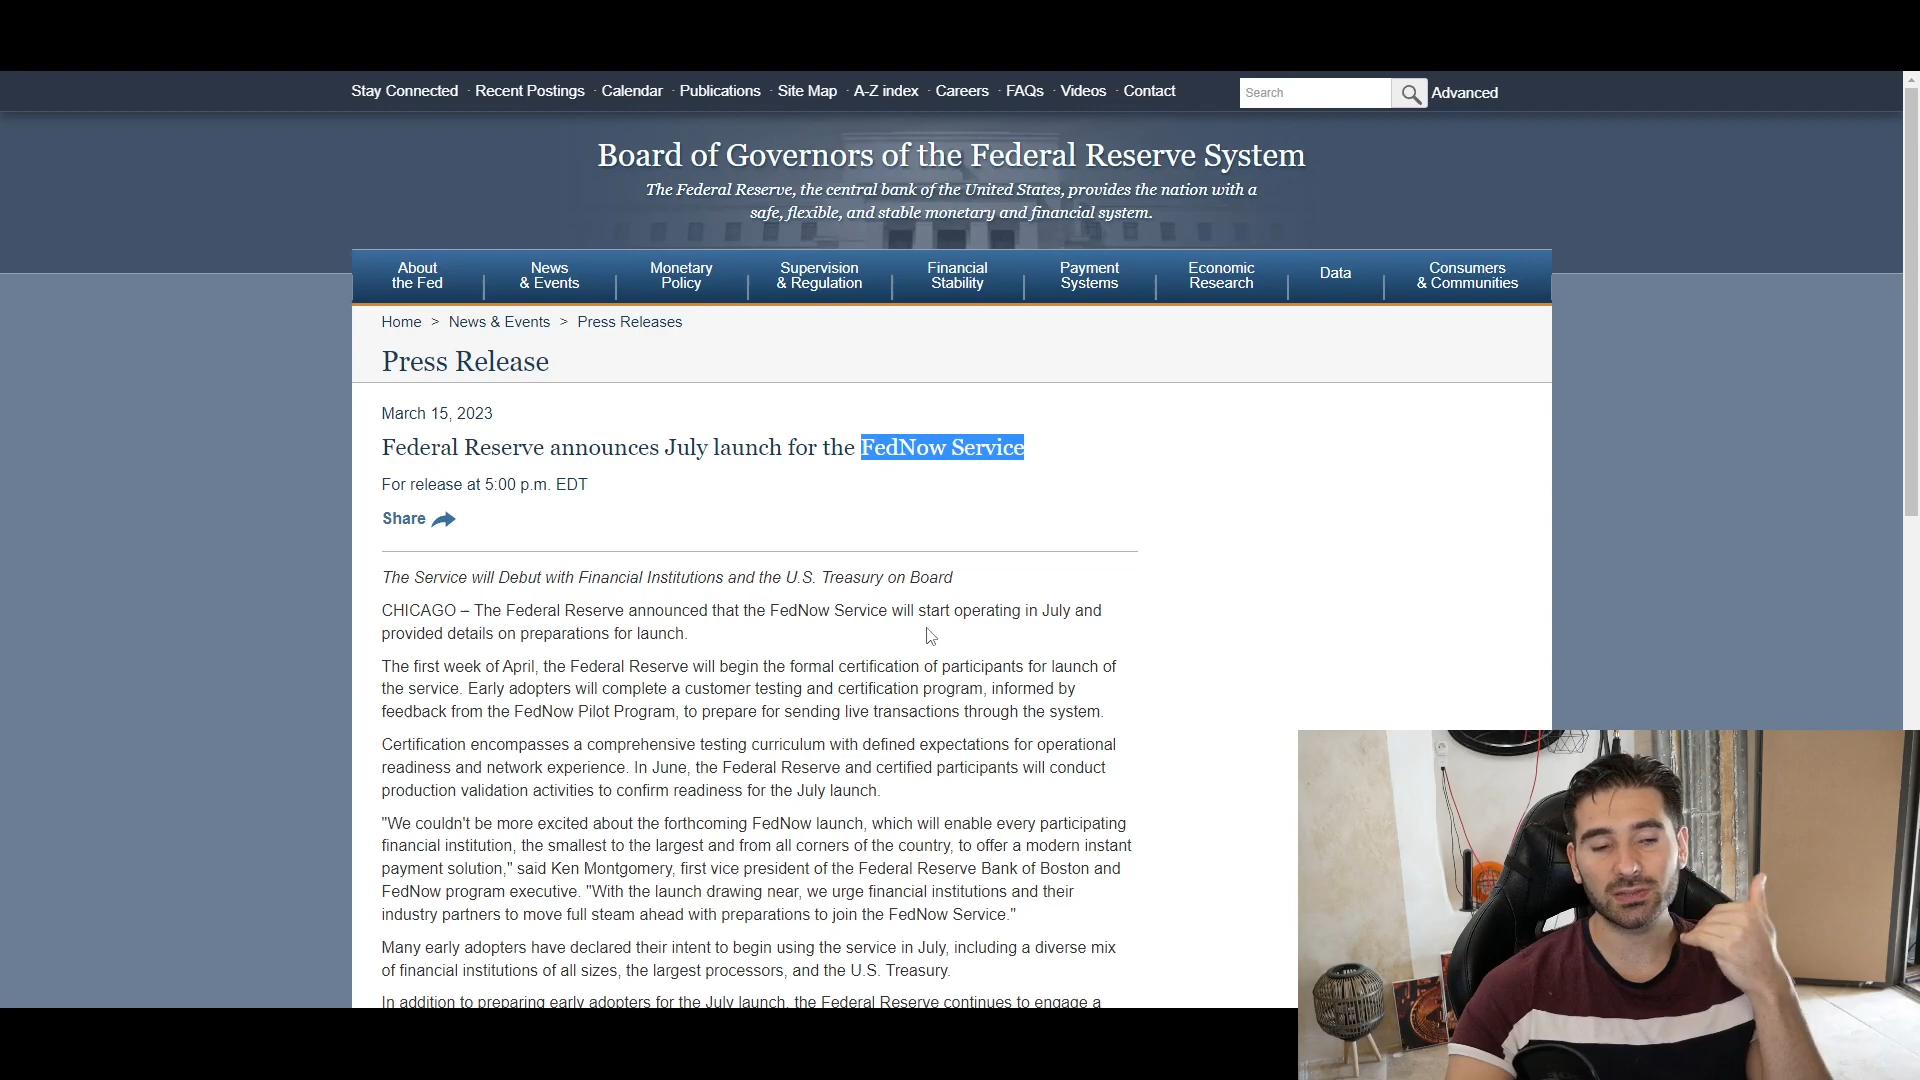 Stay Connected · Recent Postings · Calendar · Publications · Site Map · A-Z index · Careers · FAQs · Videos · Contact
Search
Advanced
Board of Governors of the Federal Reserve System
The Federal Reserve, the central bank of the United States, provides the nation with a
safe, flexible, and stable monetary and financial system.
About
the Fed
News
& Events
Monetary
Policy
Supervision
& Regulation
Financial
Stability
Payment
Systems
Economic
Research
Data
Consumers
& Communities
Home > News & Events > Press Releases
Press Release
March 15, 2023
Federal Reserve announces July launch for the FedNow Service
For release at 5:00 p.m. EDT
Share
The Service will Debut with Financial Institutions and the U.S. Treasury on Board
CHICAGO – The Federal Reserve announced that the FedNow Service will start operating in July and
provided details on preparations for launch.
The first week of April, the Federal Reserve will begin the formal certification of participants for launch of
the service. Early adopters will complete a customer testing and certification program, informed by
feedback from the FedNow Pilot Program, to prepare for sending live transactions through the system.
Certification encompasses a comprehensive testing curriculum with defined expectations for operational
readiness and network experience. In June, the Federal Reserve and certified participants will conduct
production validation activities to confirm readiness for the July launch.
"We couldn't be more excited about the forthcoming FedNow launch, which will enable every participating
financial institution, the smallest to the largest and from all corners of the country, to offer a modern instant
payment solution," said Ken Montgomery, first vice president of the Federal Reserve Bank of Boston and
FedNow program executive. "With the launch drawing near, we urge financial institutions and their
industry partners to move full steam ahead with preparations to join the FedNow Service."
Many early adopters have declared their intent to begin using the service in July, including a diverse mix
of financial institutions of all sizes, the largest processors, and the U.S. Treasury.
In addition to preparing early adopters for the July launch, the Federal Reserve continues to engage a